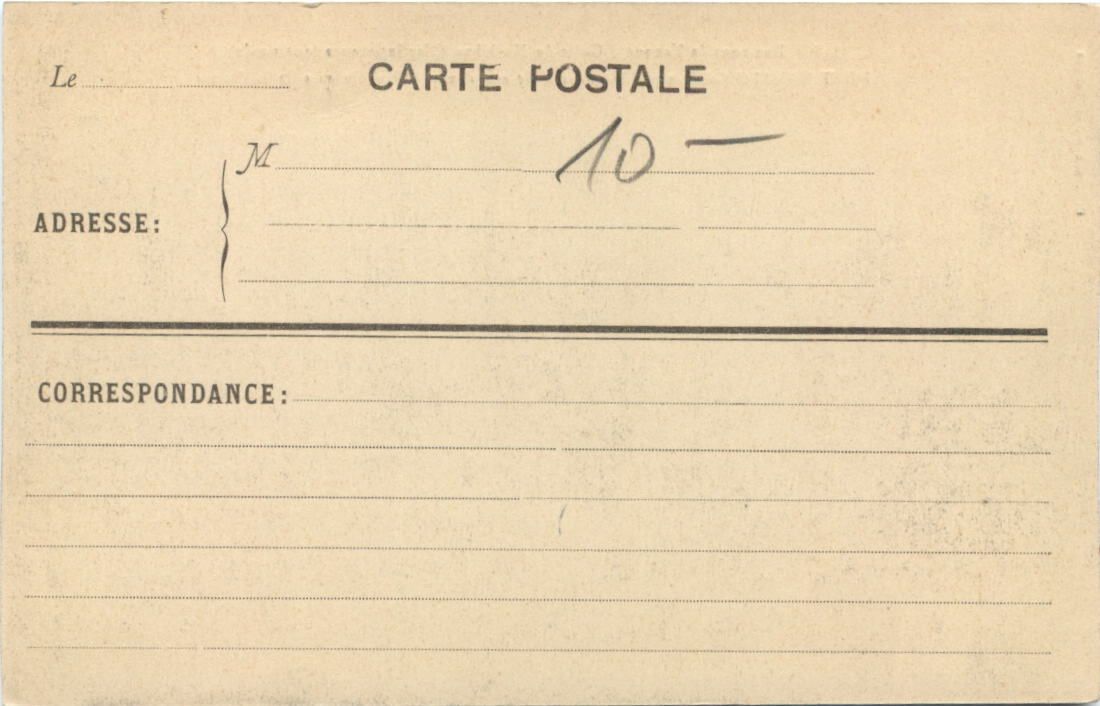 Le
CARTE POSTALE
M
10 —
ADRESSE:
CORRESPONDANCE: